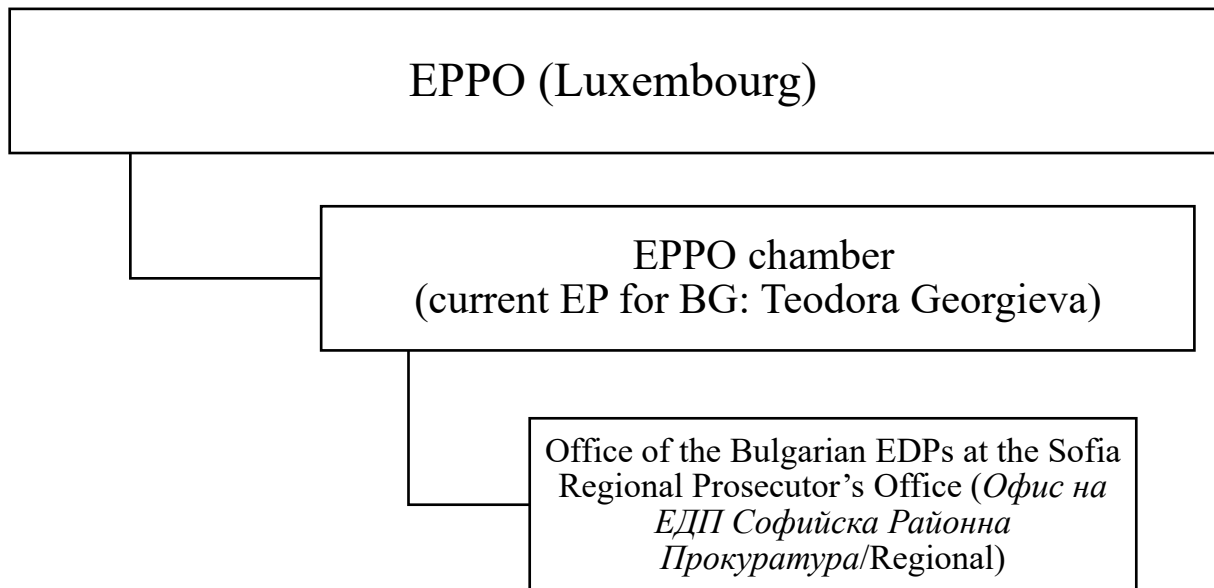 EPPO (Luxembourg)
EPPO chamber
(current EP for BG: Teodora Georgieva)
Office of the Bulgarian EDPs at the Sofia
Regional Prosecutor’s Office (Офис на
ЕДП Софийска Районна
Прокуратура/Regional)